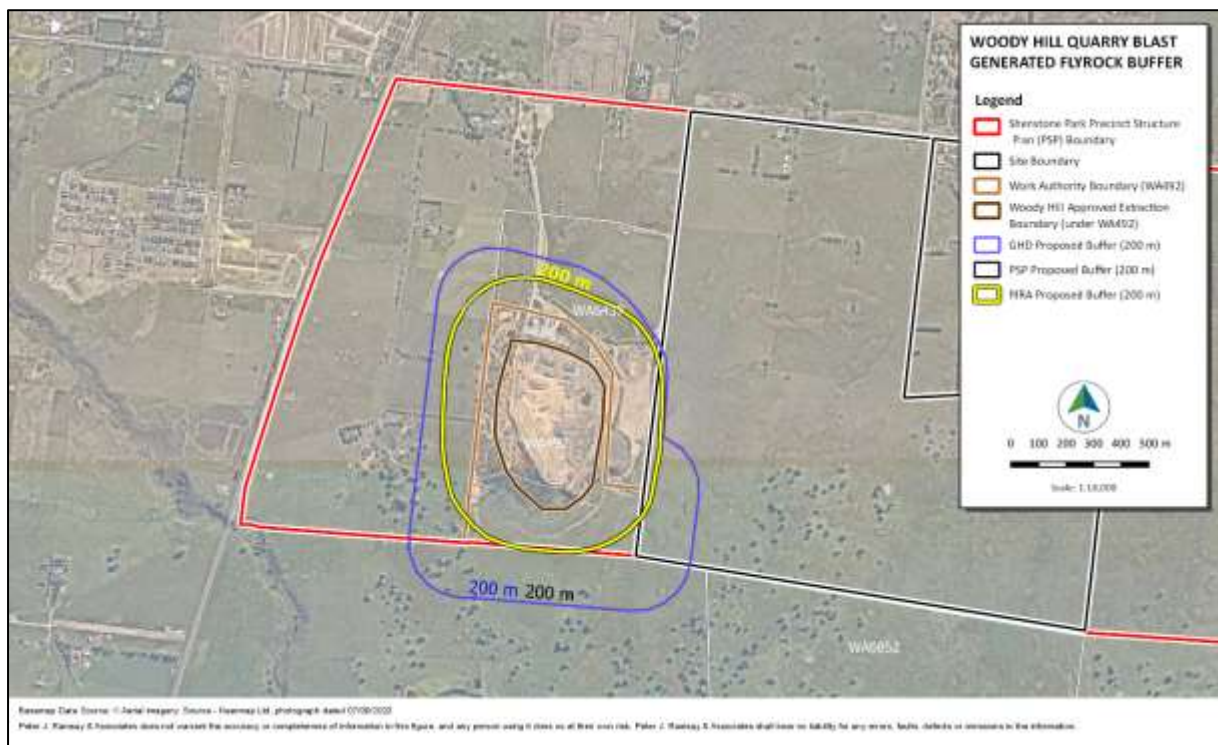 WOODY HILL QUARRY BLAST
GENERATED FLYROCK BUFFER
Legend
Shenstone Park Precinct Structure
Plan (PSP) Boundary
Site Boundary
Work Authority Boundary (WA492)
Woody Hill Approved Extraction
Boundary (under WA492)
GHD Proposed Buffer (200 m)
PSP Proposed Buffer (200 m)
PJRA Proposed Buffer (200 m)
N
0 100 200 300 400 500 m
200 m
200 m 200 m
Basemap Data Source: © Aerial Imagery: Source - Nearmap Ltd, photograph dated
Peter J. Ramsay & Associates does not warrant the accuracy or completeness of information in this figure, and any person using it does so at their own risk. Peter J. Ramsay & Associates shall bear no liability for any errors, faults, defects or omissions in the information.